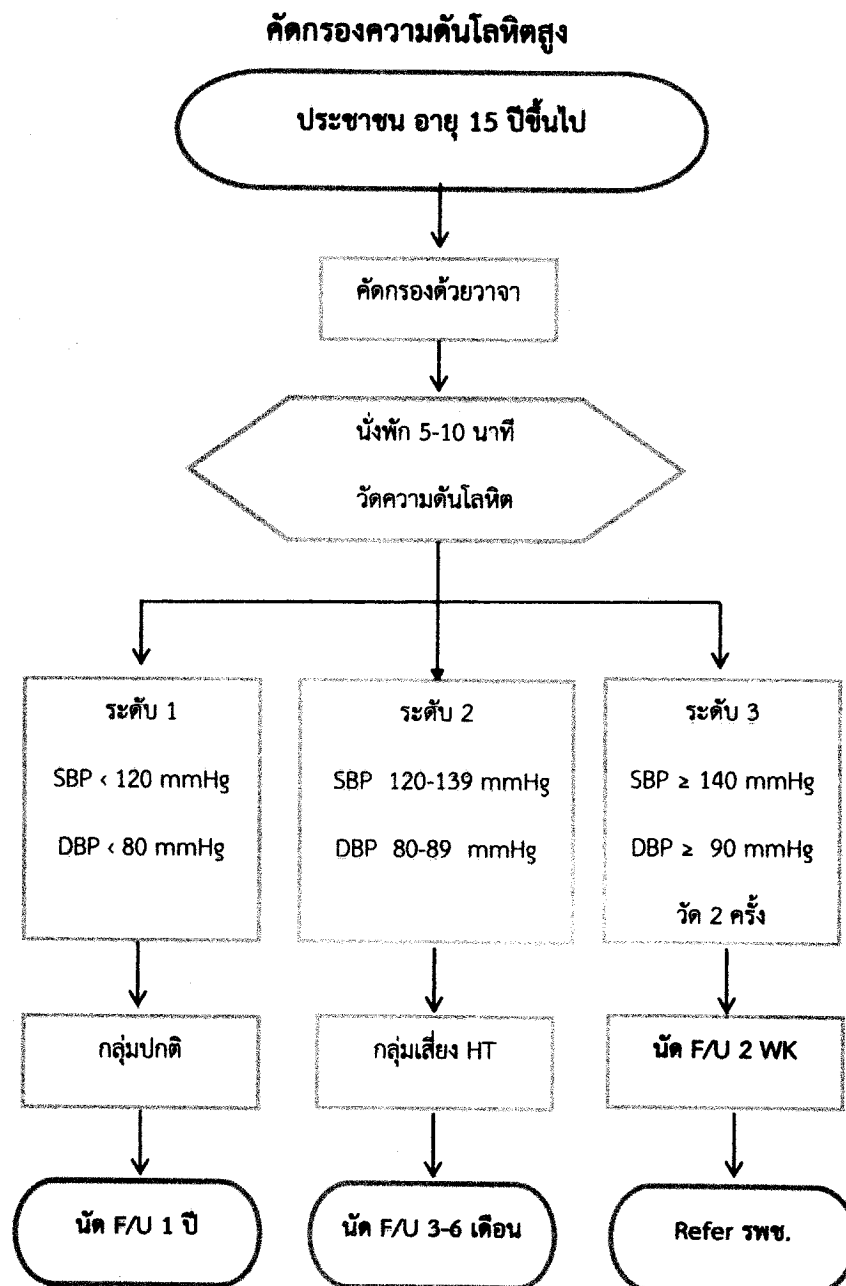 คัดกรองความดันโลหิตสูง
ประชาชน อายุ 15 ปีขึ้นไป
คัดกรองด้วยวาจา
นั่งพัก 5-10 นาที
วัดความดันโลหิต
ระดับ 1
SBP < 120 mmHg
DBP < 80 mmHg
ระดับ 2
SBP 120-139 mmHg
DBP 80-89 mmHg
ระดับ 3
SBP ≥ 140 mmHg
DBP ≥ 90 mmHg
วัด 2 ครั้ง
กลุ่มปกติ
กลุ่มเสี่ยง HT
นัด F/U 2 WK
นัด F/U 1 ปี
นัด F/U 3-6 เดือน
Refer รพช.